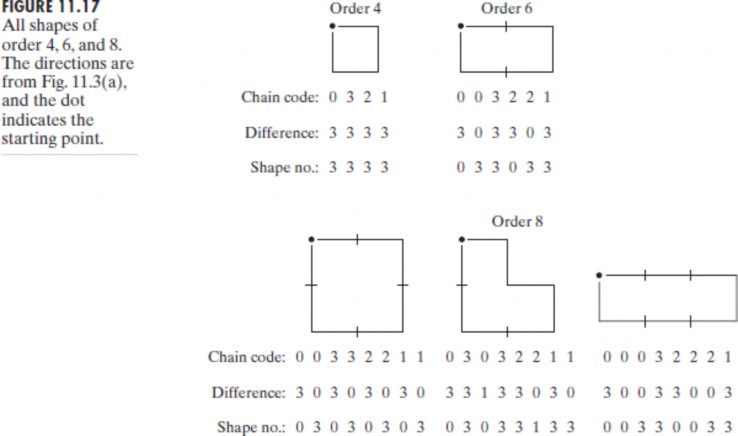 FIGURE 11.17
All shapes of
order 4, 6, and 8.
The directions are
from Fig. 11.3(a),
and the dot
indicates the
starting point.
Order 4 Order 6
Chain code: 0 3 2 1 0 0 3 2 2 1
Difference: 3 3 3 3 3 0 3 3 0 3
Shape no.: 3 3 3 3 0 3 3 0 3 3
Order 8
Chain code: 0 0 3 3 2 2 1 1 0 3 0 3 2 2 1 1 0 0 0 3 2 2 2 1
Difference: 3 0 3 0 3 0 3 0 3 3 1 3 3 0 3 0 3 0 0 3 3 0 0 3
Shape no.: 0 3 0 3 0 3 0 3 0 3 0 3 3 1 3 3 0 0 3 3 0 0 3 3